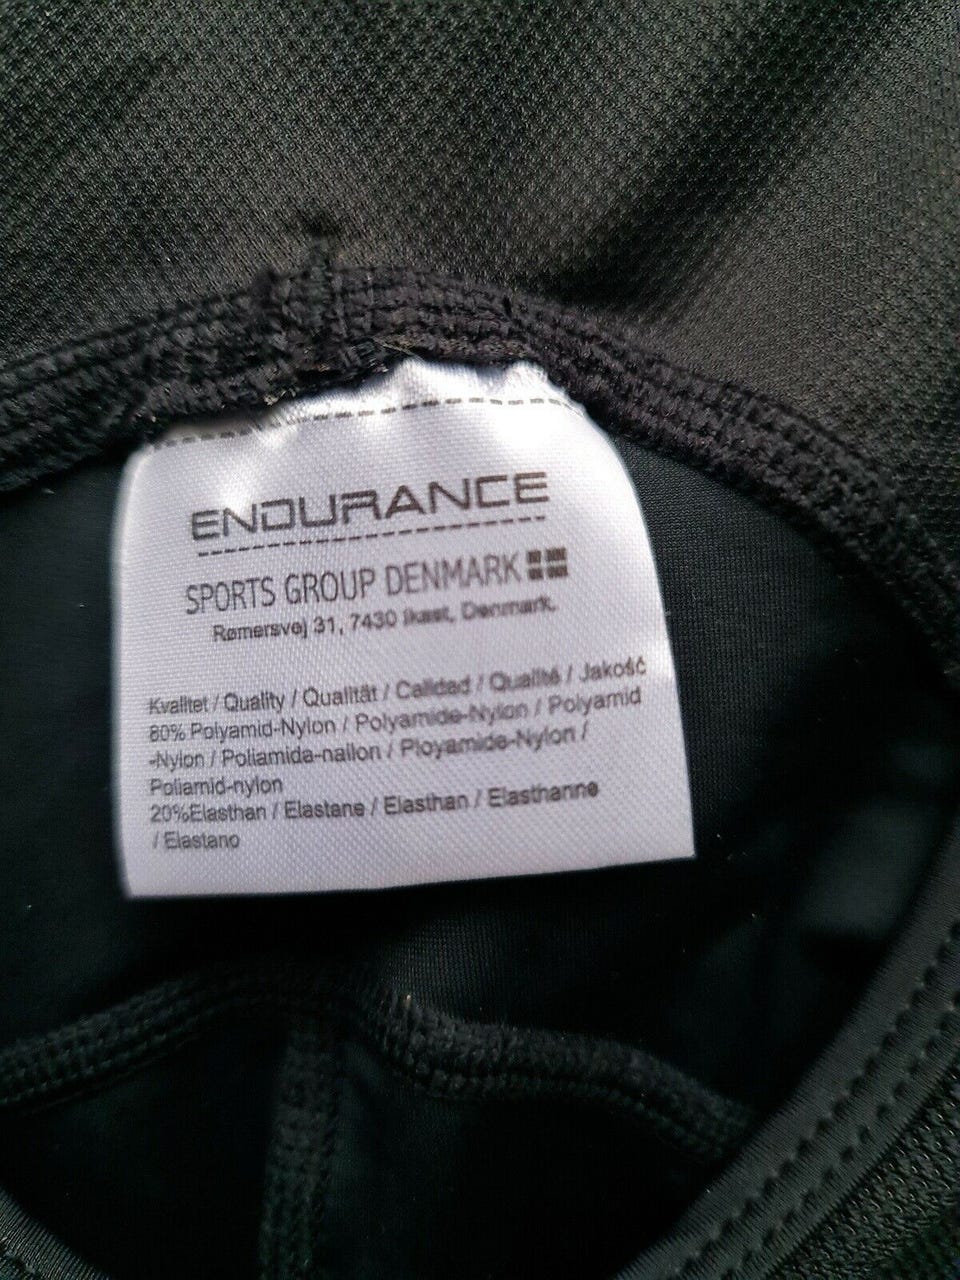 ENDURANCE
SPORTS GROUP DENMARK
Rømersvej 31, 7430 Ikast, Denmark.
Kvalitet / Quality / Qualität / Calidad / Qualité / Jakość
80% Polyamid-Nylon / Polyamide-Nylon / Polyamid
-Nylon / Poliamida-nailon / Ployamide-Nylon /
Poliamid-nylon
20%Elasthan / Elastane / Elasthan / Elasthanne
/ Elastano